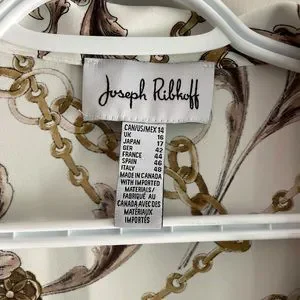 Joseph Ribkoff
CAN/US/MEX 14
UK 16
JAPAN 17
GER 42
FRANCE 44
SPAIN 46
ITALY 48
MADE IN CANADA
WITH IMPORTED
MATERIALS/
FABRIQUÉ AU
CANADA AVEC DES
MATÉRIAUX
IMPORTÉS